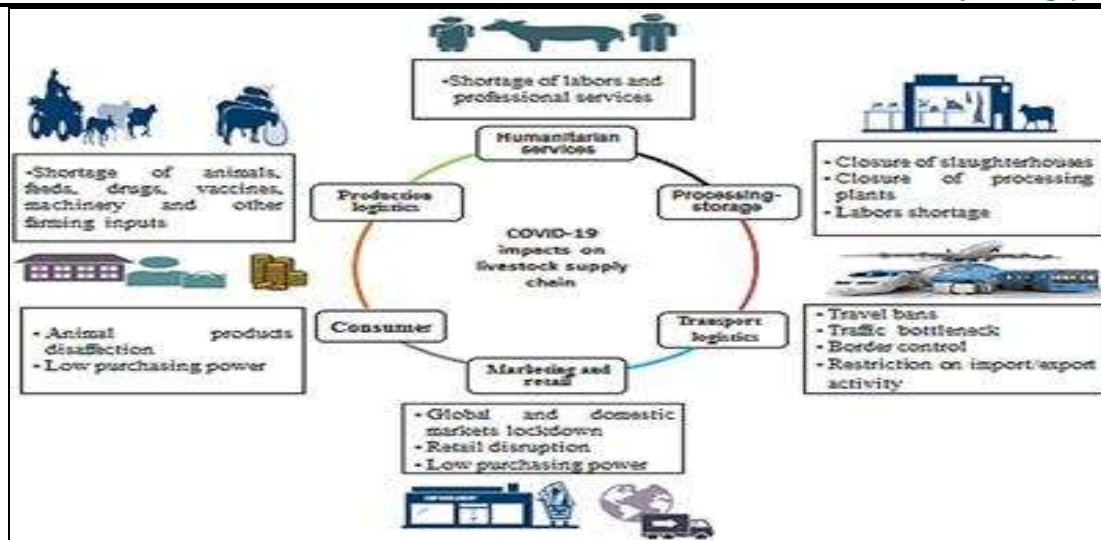 •Shortage of labors and
professional services
Humanitarian
services
•Shortage of animals,
feeds, drugs, vaccines,
machinery and other
firming inputs
Production
logistics
Processing-
storage
• Closure of slaughterhouses
• Closure of processing
plants
• Labors shortage
COVID-19
impacts on
livestock supply
chain
• Animal products
disaffection
• Low purchasing power
Consumer
Transport
logistics
• Travel bans
• Traffic bottleneck
• Border control
• Restriction on import/export
activity
Marketing and
retail
• Global and domestic
markets lockdown
• Retail disruption
• Low purchasing power